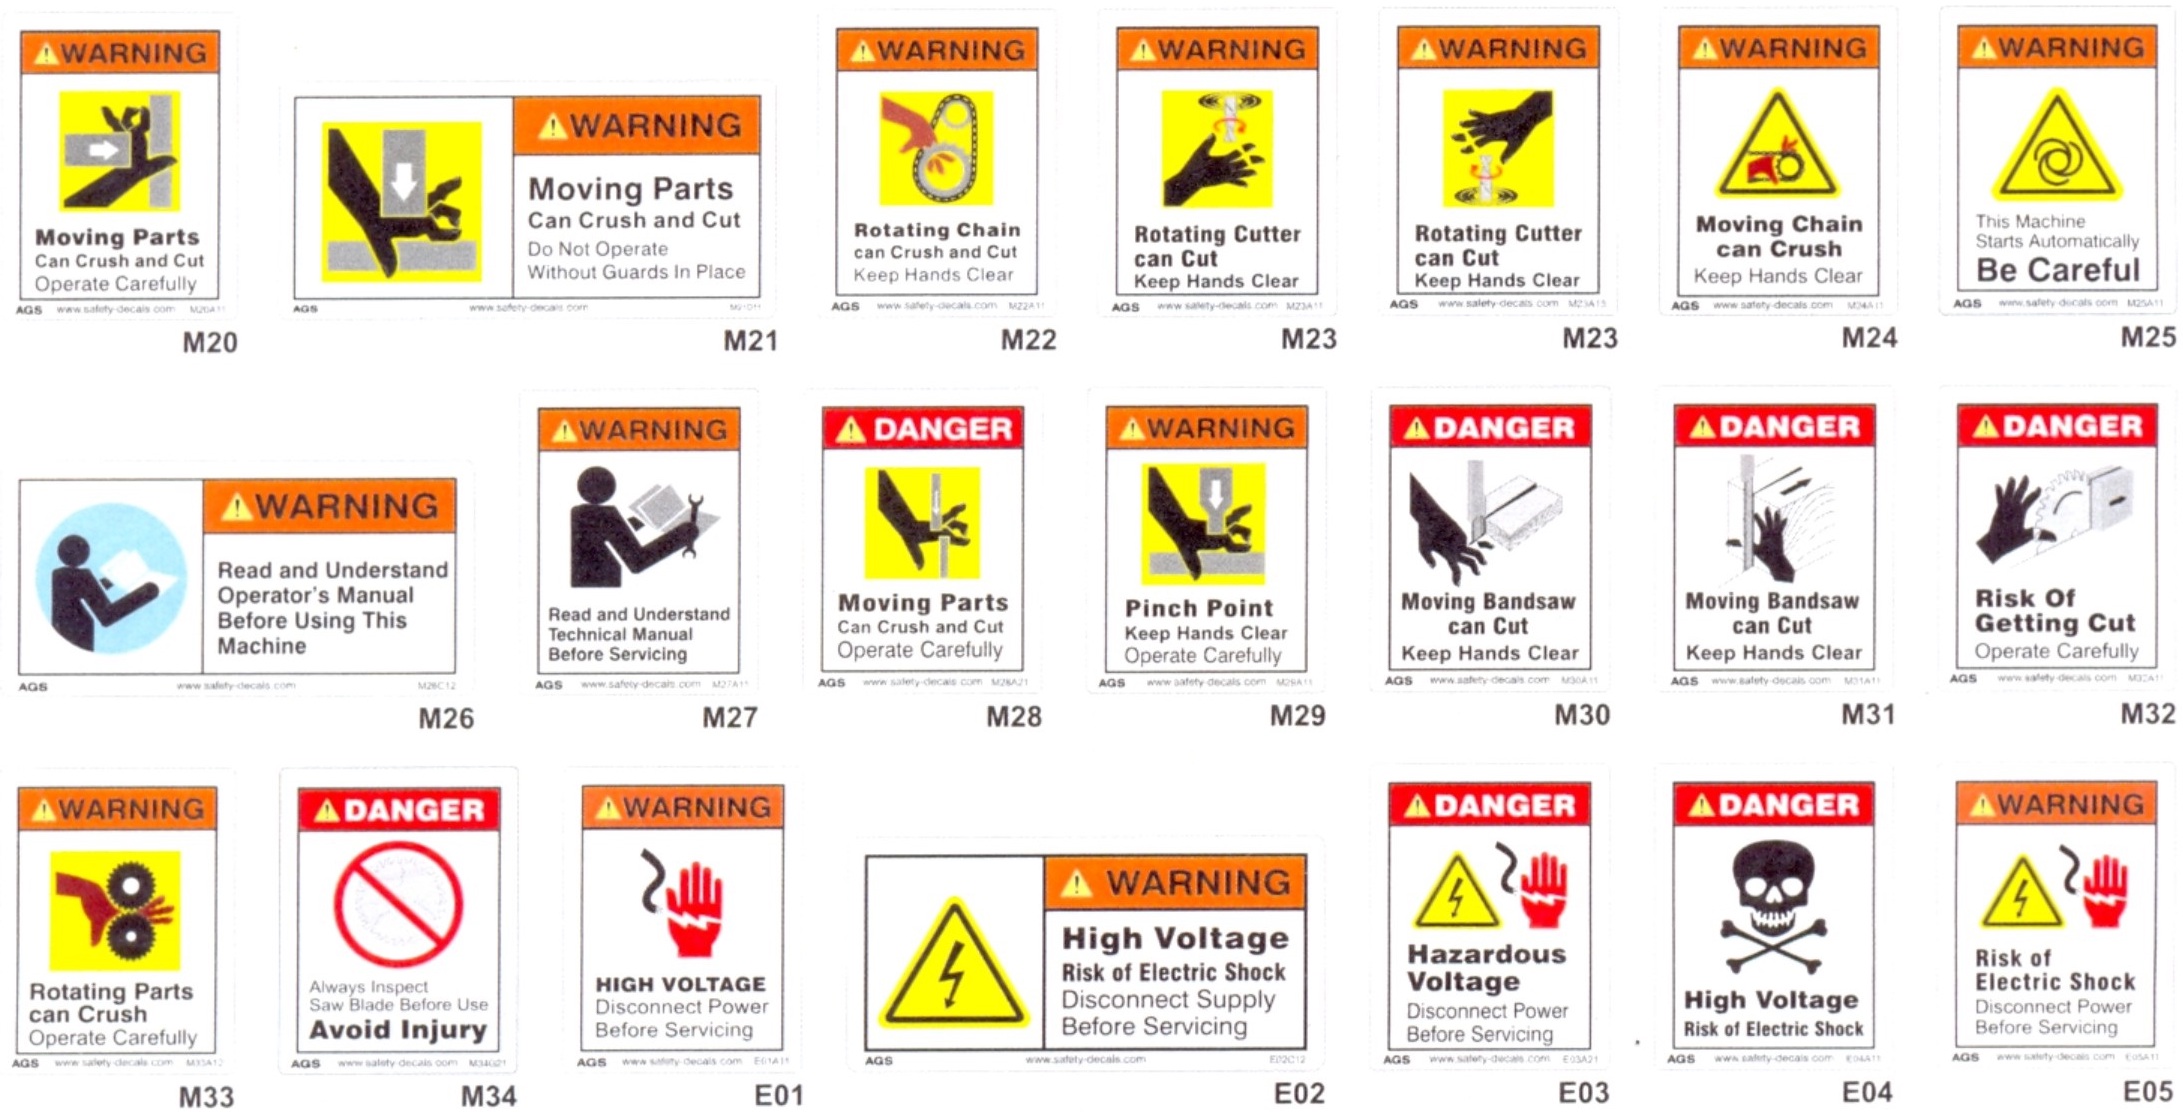 WARNING
Moving Parts
Can Crush and Cut
Operate Carefully
AGS www.safety-decals.com M20A11
M20
WARNING
Moving Parts
Can Crush and Cut
Do Not Operate
Without Guards In Place
AGS www.safety-decals.com
M21
WARNING
Rotating Chain
can Crush and Cut
Keep Hands Clear
AGS www.safety-decals.com M22A11
M22
WARNING
Rotating Cutter
can Cut
Keep Hands Clear
AGS www.safety-decals.com M23A11
M23
WARNING
Rotating Cutter
can Cut
Keep Hands Clear
AGS www.safety-decals.com
M23
WARNING
Moving Chain
can Crush
Keep Hands Clear
AGS www.safety-decals.com M24A11
M24
WARNING
This Machine
Starts Automatically
Be Careful
AGS www.safety-decals.com M25A11
M25
WARNING
Read and Understand
Operator's Manual
Before Using This
Machine
AGS www.safety-decals.com M26C12
M26
WARNING
Read and Understand
Technical Manual
Before Servicing
AGS www.safety-decals.com M27A11
M27
DANGER
Moving Parts
Can Crush and Cut
Operate Carefully
AGS www.safety-decals.com M28A21
M28
WARNING
Pinch Point
Keep Hands Clear
Operate Carefully
AGS www.safety-decals.com M29A11
M29
DANGER
Moving Bandsaw
can Cut
Keep Hands Clear
AGS www.safety-decals.com M30A11
M30
DANGER
Moving Bandsaw
can Cut
Keep Hands Clear
AGS www.safety-decals.com M31A11
M31
DANGER
Risk Of
Getting Cut
Operate Carefully
AGS www.safety-decals.com M32A11
M32
WARNING
Rotating Parts
can Crush
Operate Carefully
AGS www.safety-decals.com M33A12
M33
DANGER
Always Inspect
Saw Blade Before Use
Avoid Injury
AGS www.safety-decals.com
M34
WARNING
HIGH VOLTAGE
Disconnect Power
Before Servicing
AGS www.safety-decals.com E01A11
E01
WARNING
High Voltage
Risk of Electric Shock
Disconnect Supply
Before Servicing
AGS www.safety-decals.com E02C12
E02
DANGER
Hazardous
Voltage
Disconnect Power
Before Servicing
AGS www.safety-decals.com E03A21
E03
DANGER
High Voltage
Risk of Electric Shock
AGS www.safety-decals.com E04A11
E04
WARNING
Risk of
Electric Shock
Disconnect Power
Before Servicing
AGS www.safety-decals.com E05A11
E05